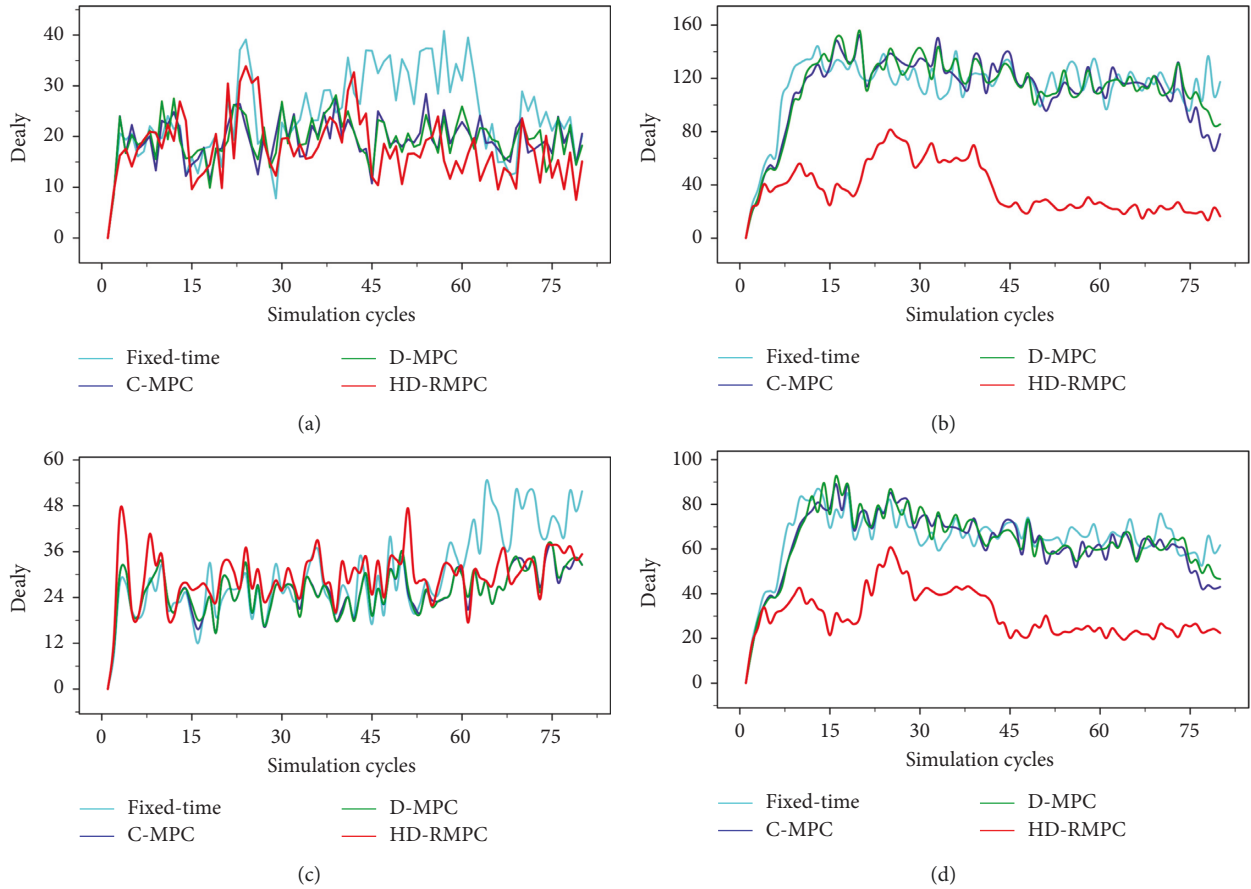 40
30
20
10
0
Dealy
0 15 30 45 60 75
Simulation cycles
Fixed-time D-MPC
C-MPC HD-RMPC
(a)
160
120
80
40
0
Dealy
0 15 30 45 60 75
Simulation cycles
Fixed-time D-MPC
C-MPC HD-RMPC
(b)
60
48
36
24
12
0
Dealy
0 15 30 45 60 75
Simulation cycles
Fixed-time D-MPC
C-MPC HD-RMPC
(c)
100
80
60
40
20
0
Dealy
0 15 30 45 60 75
Simulation cycles
Fixed-time D-MPC
C-MPC HD-RMPC
(d)